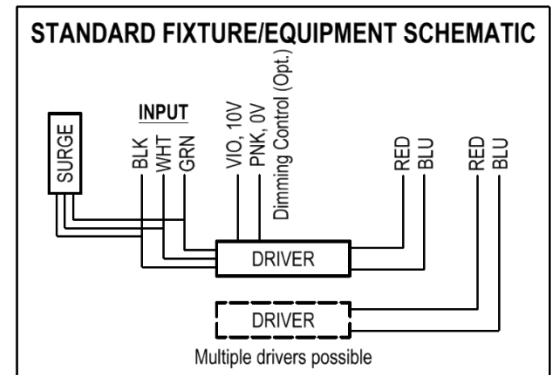 STANDARD FIXTURE/EQUIPMENT SCHEMATIC
SURGE
INPUT
BLK
WHT
GRN
VIO, 10V
PNK, 0V
Dimming Control (Opt.)
RED
BLU
RED
BLU
DRIVER
DRIVER
Multiple drivers possible